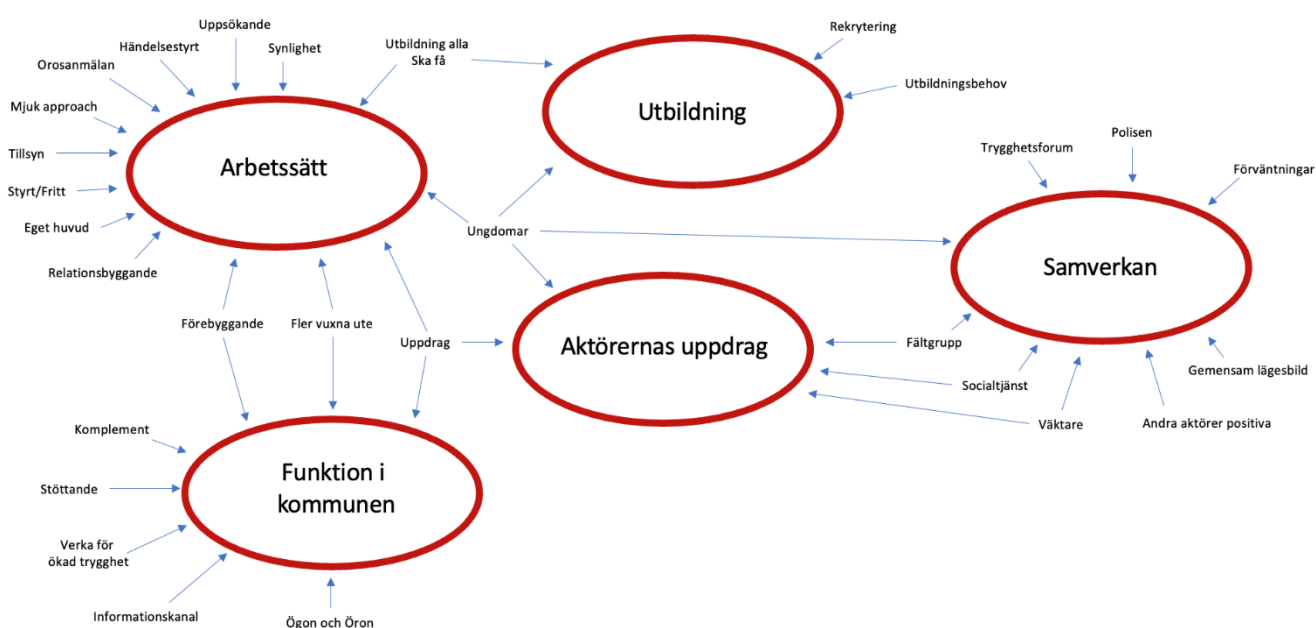 Uppsökande
Händelsestyrt
Synlighet
Orosanmälan
Mjuk approach
Tillsyn
Styrt/Fritt
Eget huvud
Relationsbyggande
Arbetssätt
Utbildning alla
Ska få
Utbildning
Rekrytering
Utbildningsbehov
Ungdomar
Trygghetsforum
Polisen
Förväntningar
Samverkan
Förebyggande
Fler vuxna ute
Uppdrag
Aktörernas uppdrag
Fältgrupp
Socialtjänst
Väktare
Andra aktörer positiva
Gemensam lägesbild
Komplement
Stöttande
Verka för
ökad trygghet
Informationskanal
Ögon och Öron
Funktion i
kommunen